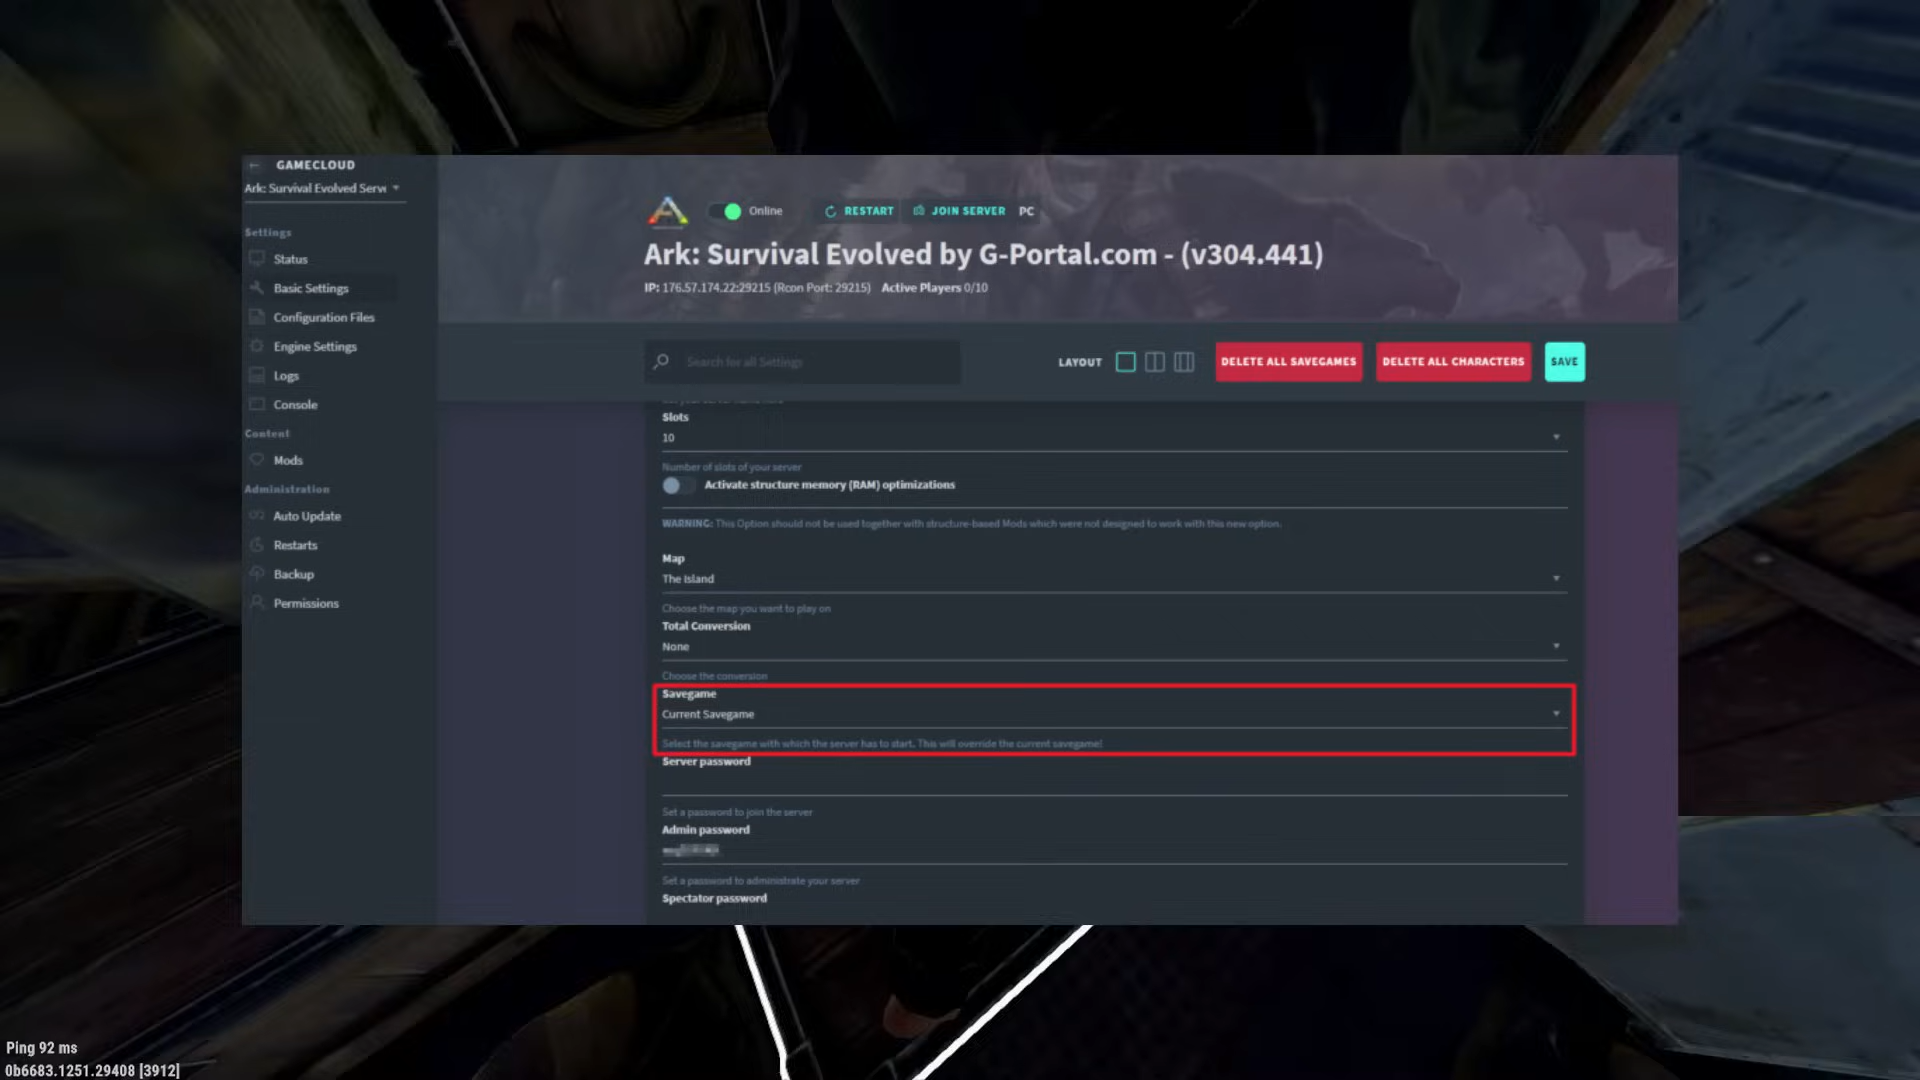 GAMECLOUD
Ark: Survival Evolved Serve
Settings
Status
Basic Settings
Configuration Files
Engine Settings
Logs
Console
Content
Mods
Administration
Auto Update
Restarts
Backup
Permissions
Online
RESTART
JOIN SERVER
PC
Ark: Survival Evolved by G-Portal.com - (v304.441)
IP: 176.57.174.22:29215 (Rcon Port: 29215) Active Players 0/10
Search for all Settings
LAYOUT
DELETE ALL SAVEGAMES
DELETE ALL CHARACTERS
SAVE
Slots
10
Number of slots of your server
Activate structure memory (RAM) optimizations
WARNING: This Option should not be used together with structure-based Mods which were not designed to work with this new option.
Map
The Island
Choose the map you want to play on
Total Conversion
None
Choose the conversion
Savegame
Current Savegame
Select the savegame with which the server has to start. This will override the current savegame!
Server password
Set a password to join the server
Admin password
Set a password to administrate your server
Spectator password
Ping 92 ms
0b6683.1251.29408 [3912]